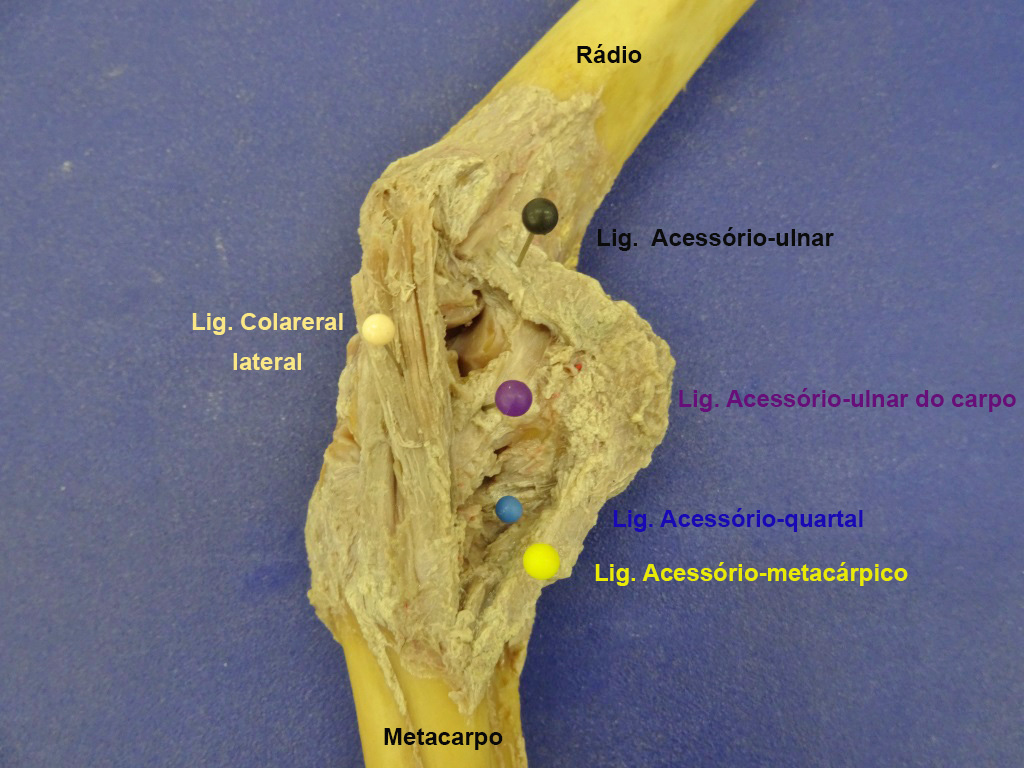 Rádio
Lig.  Acessório-ulnar
Lig. Colareral
lateral
Lig. Acessório-ulnar do carpo
Lig. Acessório-quartal
Lig. Acessório-metacárpico
Metacarpo